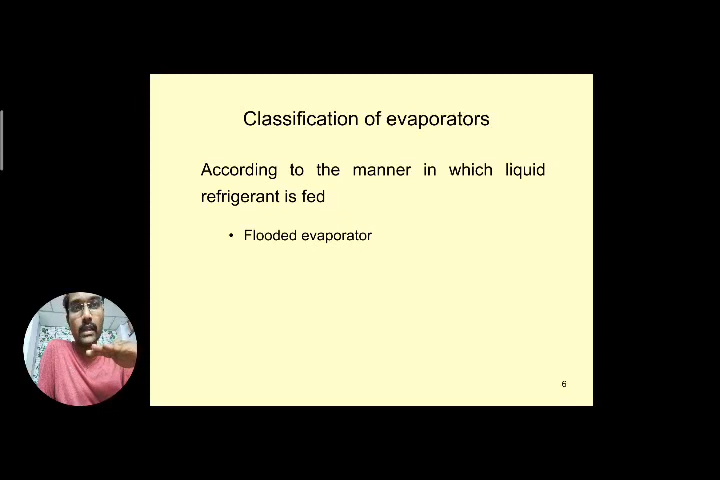 Classification of evaporators
According to the manner in which liquid
refrigerant is fed
• Flooded evaporator
6